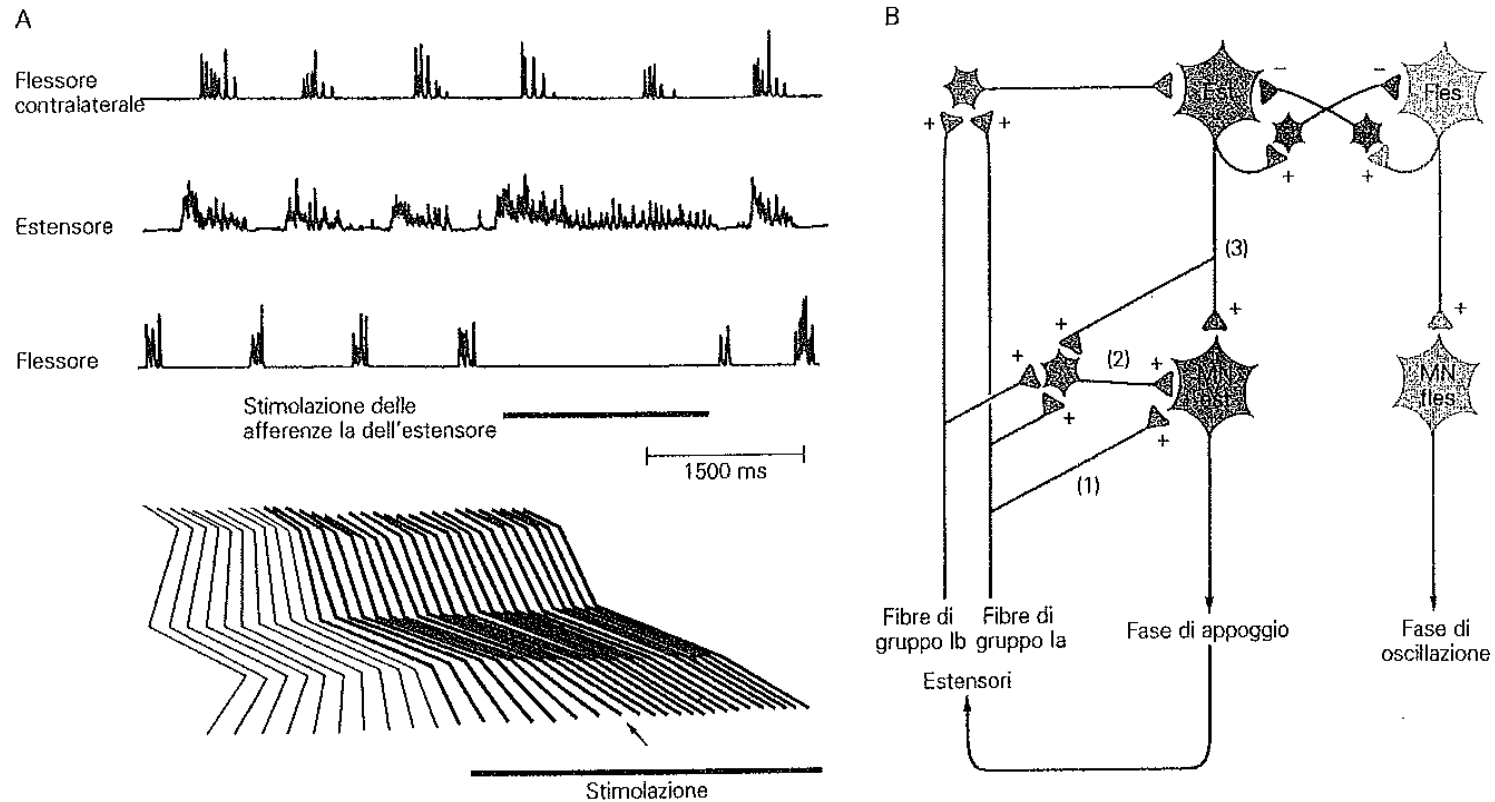 A
Flessore
contralaterale
Estensore
Flessore
Stimolazione delle
afferenze Ia dell'estensore
1500 ms
Stimolazione
B
Est
Fles
−
−
+
+
+
+
(3)
+
+
+
(2)
+
+
+
+
(1)
MN
est
MN
fles
Fibre di
gruppo Ib
Fibre di
gruppo Ia
Estensori
Fase di appoggio
Fase di
oscillazione